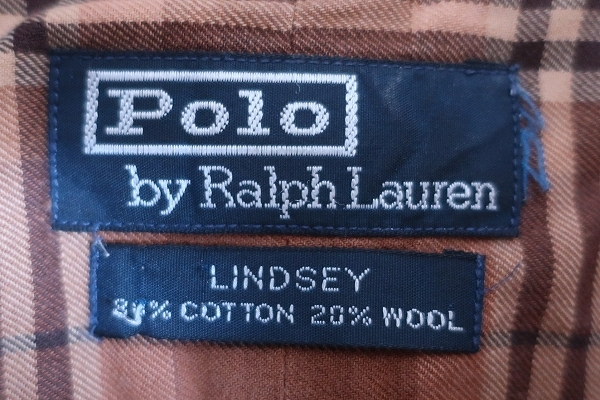 Polo
by Ralph Lauren
LINDSEY
COTTON 20% WOOL